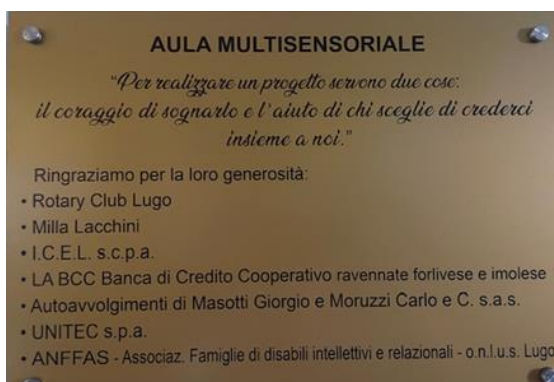 AULA MULTISENSORIALE
“Per realizzare un progetto servono due cose:
il coraggio di sognarlo e l'aiuto di chi sceglie di crederci
insieme a noi.”
Ringraziamo per la loro generosità:
• Rotary Club Lugo
• Milla Lacchini
• I.C.E.L. s.c.p.a.
• LA BCC Banca di Credito Cooperativo ravennate forlivese e imolese
• Autoavvolgimenti di Masotti Giorgio e Moruzzi Carlo e C. s.a.s.
• UNITEC s.p.a.
• ANFFAS - Associaz. Famiglie di disabili intellettivi e relazionali - o.n.l.u.s. Lugo